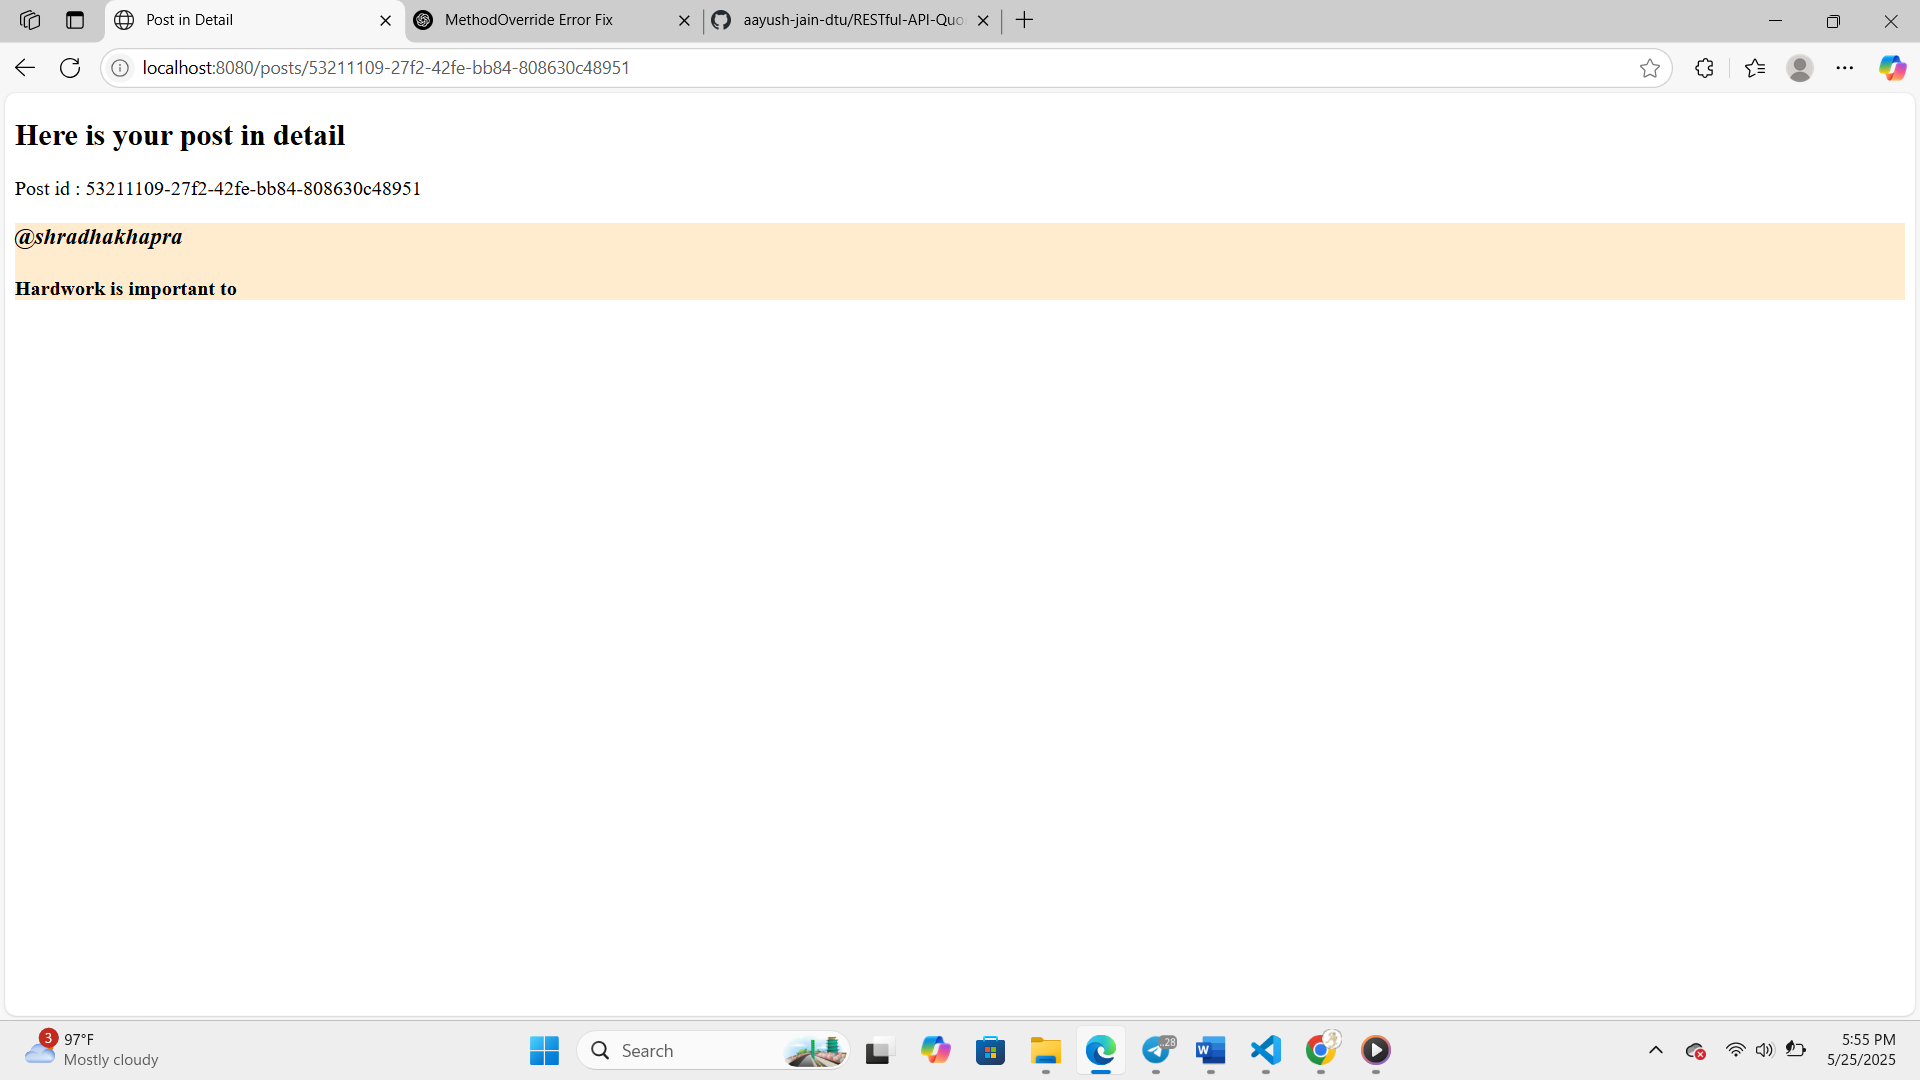 Post in Detail
MethodOverride Error Fix
aayush-jain-dtu/RESTful-API-Quo
localhost:8080/posts/53211109-27f2-42fe-bb84-808630c48951
Here is your post in detail
Post id : 53211109-27f2-42fe-bb84-808630c48951
@shradhakhapra
Hardwork is important to
3
97°F
Mostly cloudy
Search
..28
W
5:55 PM
5/25/2025